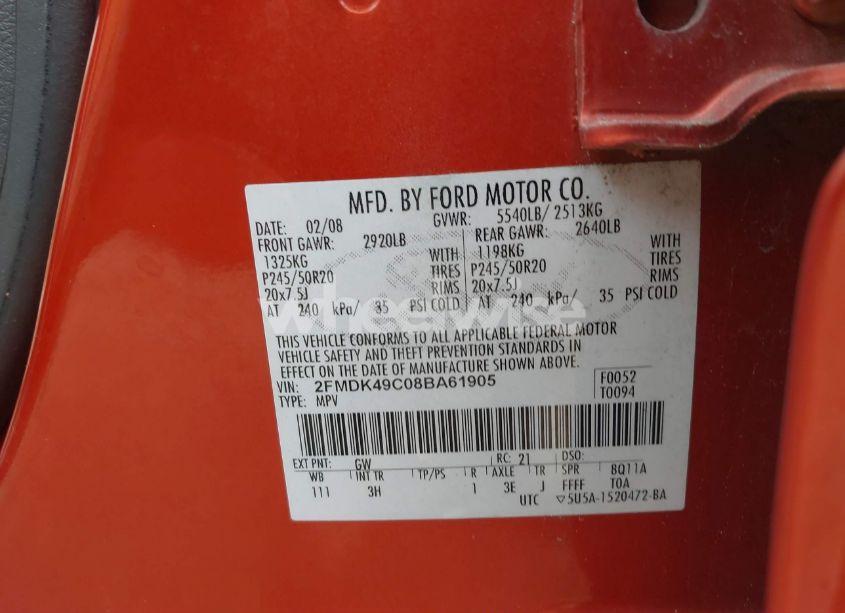 MFD. BY FORD MOTOR CO.
DATE: 02/08 GVWR: 5540LB/ 2513KG
FRONT GAWR: 2920LB REAR GAWR: 2640LB
1325KG WITH 1198KG WITH
P245/50R20 TIRES P245/50R20 TIRES
20x7.5J RIMS 20x7.5J RIMS
AT 240 kPa/ 35 PSI COLD AT 240 kPa/ 35 PSI COLD
wheelwise
THIS VEHICLE CONFORMS TO ALL APPLICABLE FEDERAL MOTOR
VEHICLE SAFETY AND THEFT PREVENTION STANDARDS IN
EFFECT ON THE DATE OF MANUFACTURE SHOWN ABOVE.
VIN: 2FMDK49C08BA61905 F0052
TYPE: MPV T0094
EXT PNT: GW RC: 21 DSO:
WB INT TR TP/PS R AXLE TR SPR 8Q11A
111 3H 1 3E J FFFF T0A
UTC ▽5U5A-1520472-BA